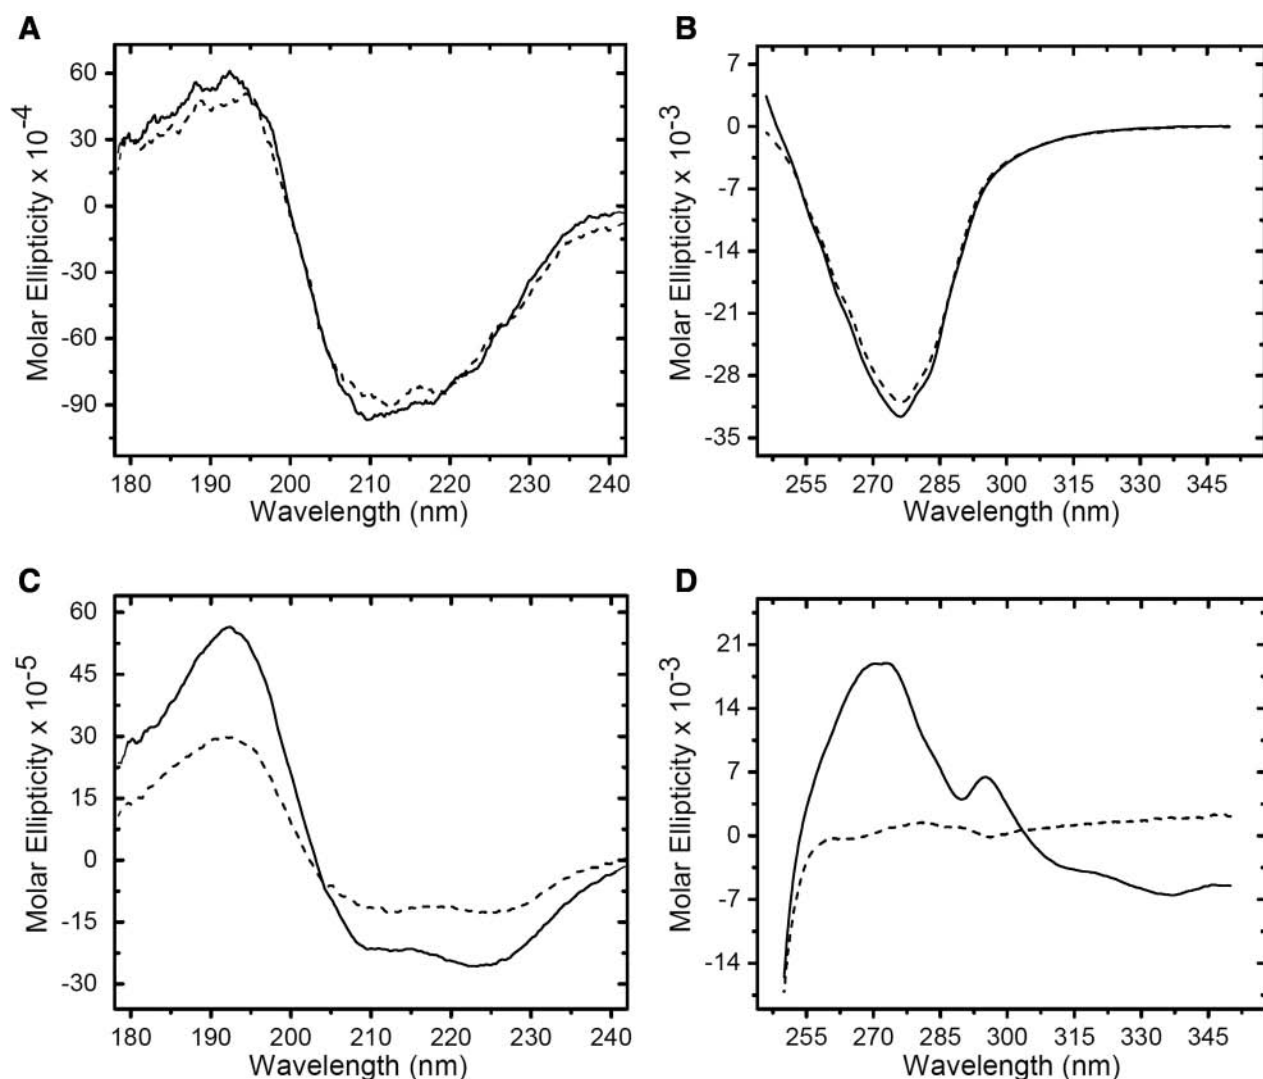 A
Molar Ellipticity x 10-4
60
30
0
-30
-60
-90
180 190 200 210 220 230 240
Wavelength (nm)
B
Molar Ellipticity x 10-3
7
0
-7
-14
-21
-28
-35
255 270 285 300 315 330 345
Wavelength (nm)
C
Molar Ellipticity x 10-5
60
45
30
15
0
-15
-30
180 190 200 210 220 230 240
Wavelength (nm)
D
Molar Ellipticity x 10-3
21
14
7
0
-7
-14
255 270 285 300 315 330 345
Wavelength (nm)